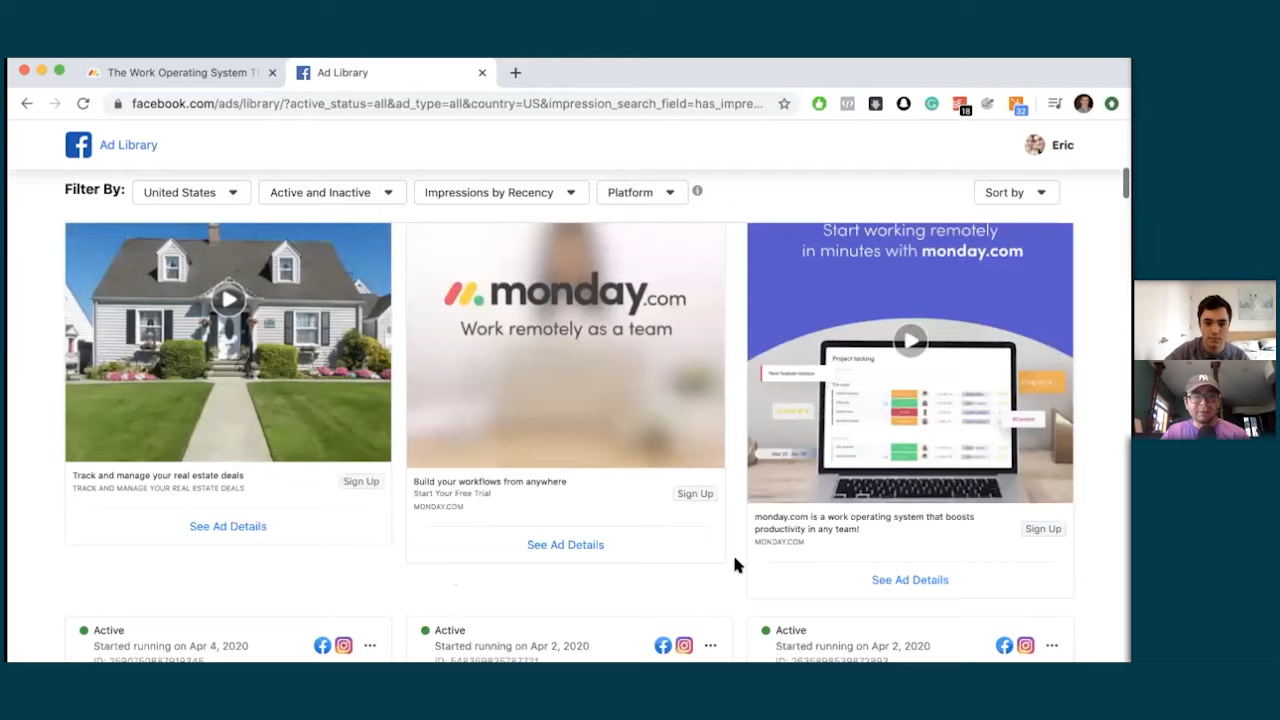 The Work Operating System T
Ad Library
facebook.com/ads/library/?active_status=all&ad_type=all&country=US&impression_search_field=has_impre...
18
32
Ad Library
Eric
Filter By:
United States
Active and Inactive
Impressions by Recency
Platform
Sort by
Track and manage your real estate deals
TRACK AND MANAGE YOUR REAL ESTATE DEALS
Sign Up
See Ad Details
monday.com
Work remotely as a team
Build your workflows from anywhere
Start Your Free Trial
MONDAY.COM
Sign Up
See Ad Details
Start working remotely
in minutes with monday.com
Project tracking
monday.com is a work operating system that boosts
productivity in any team!
MONDAY.COM
Sign Up
See Ad Details
Active
Started running on Apr 4, 2020
Active
Started running on Apr 2, 2020
Active
Started running on Apr 2, 2020